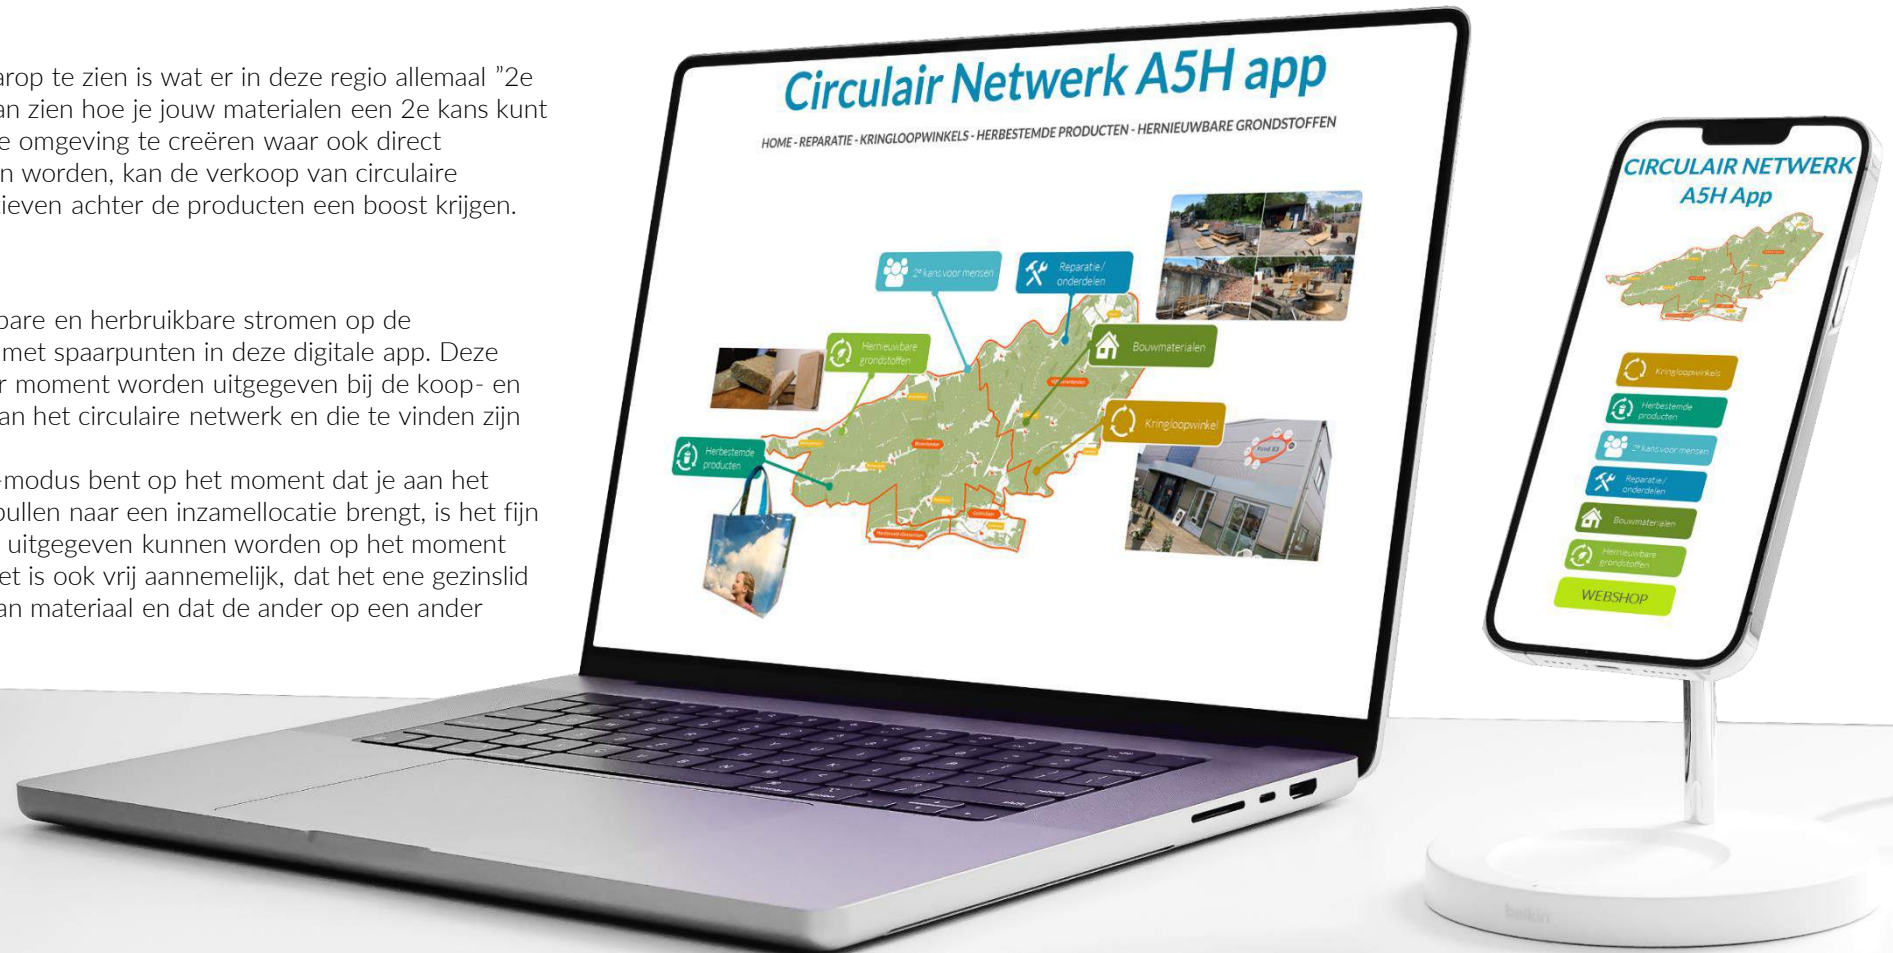 arop te zien is wat er in deze regio allemaal ”2e
an zien hoe je jouw materialen een 2e kans kunt
e omgeving te creëren waar ook direct
n worden, kan de verkoop van circulaire
tieven achter de producten een boost krijgen.
bare en herbruikbare stromen op de
met spaarpunten in deze digitale app. Deze
r moment worden uitgegeven bij de koop- en
an het circulaire netwerk en die te vinden zijn
-modus bent op het moment dat je aan het
pullen naar een inzamellocatie brengt, is het fijn
uitgegeven kunnen worden op het moment
et is ook vrij aannemelijk, dat het ene gezinslid
an materiaal en dat de ander op een ander
Circulair Netwerk A5H app
HOME - REPARATIE - KRINGLOOPWINKELS - HERBESTEMDE PRODUCTEN - HERNIEUWBARE GRONDSTOFFEN
2e kans voor mensen
Reparatie/
onderdelen
Hernieuwbare
grondstoffen
Bouwmaterialen
Kringloopwinkel
Herbestemde
producten
CIRCULAIR NETWERK
A5H App
Kringloopwinkels
Herbestemde
producten
2e kans voor mensen
Reparatie/
onderdelen
Bouwmaterialen
Hernieuwbare
grondstoffen
WEBSHOP
belkin